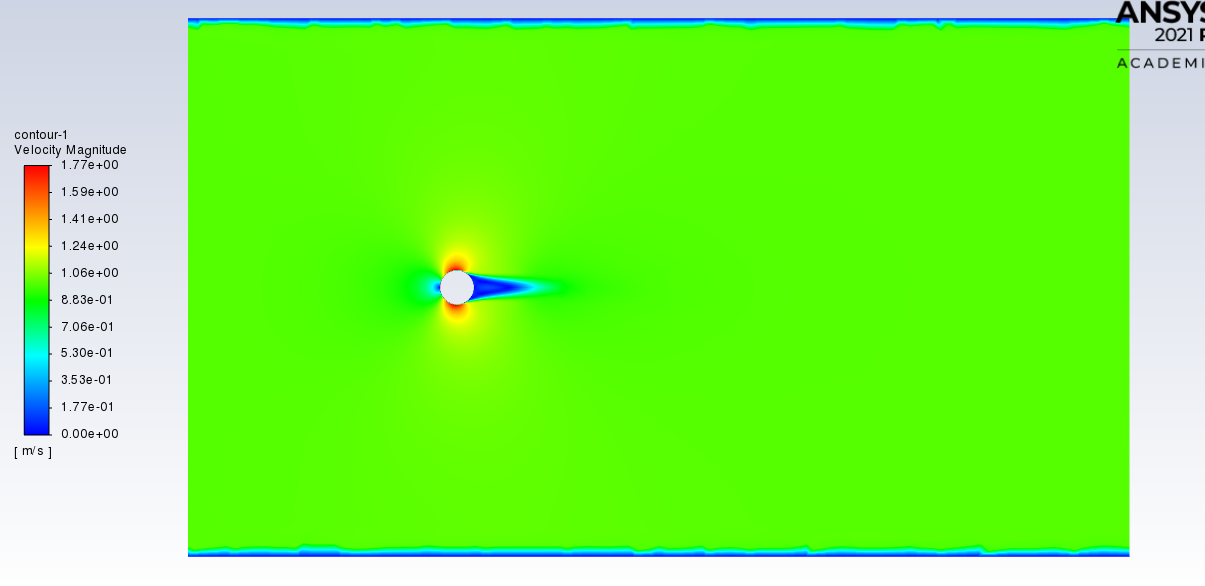 ANSYS
2021 R
ACADEMI
contour-1
Velocity Magnitude
1.77e+00
1.59e+00
1.41e+00
1.24e+00
1.06e+00
8.83e-01
7.06e-01
5.30e-01
3.53e-01
1.77e-01
0.00e+00
[ m/s ]